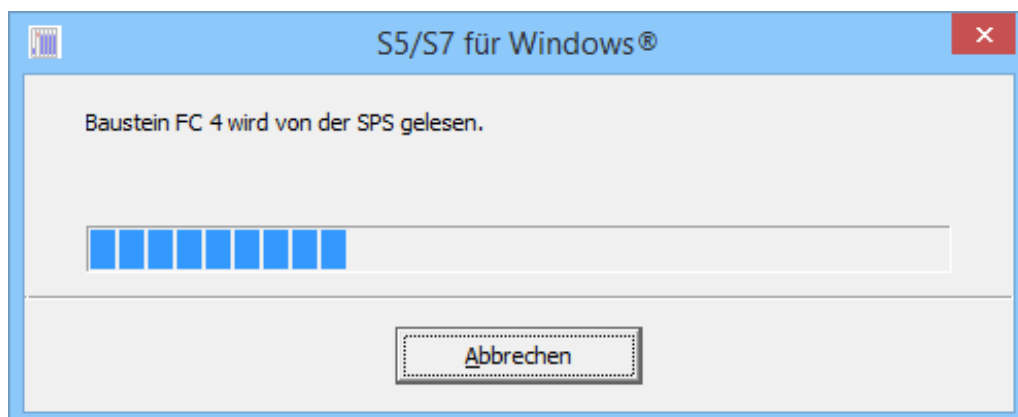 S5/S7 für Windows®
Baustein FC 4 wird von der SPS gelesen.
Abbrechen